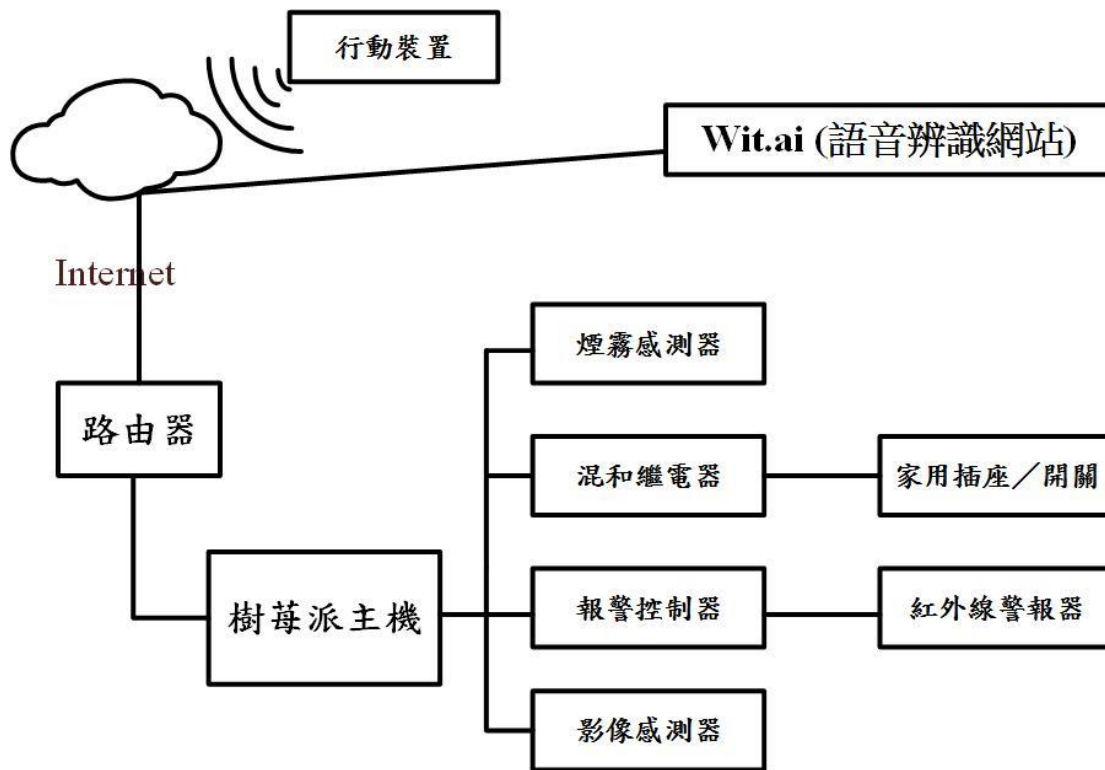 行動裝置
Wit.ai (語音辨識網站)
Internet
煙霧感測器
路由器
混和繼電器
家用插座／開關
樹莓派主機
報警控制器
紅外線警報器
影像感測器